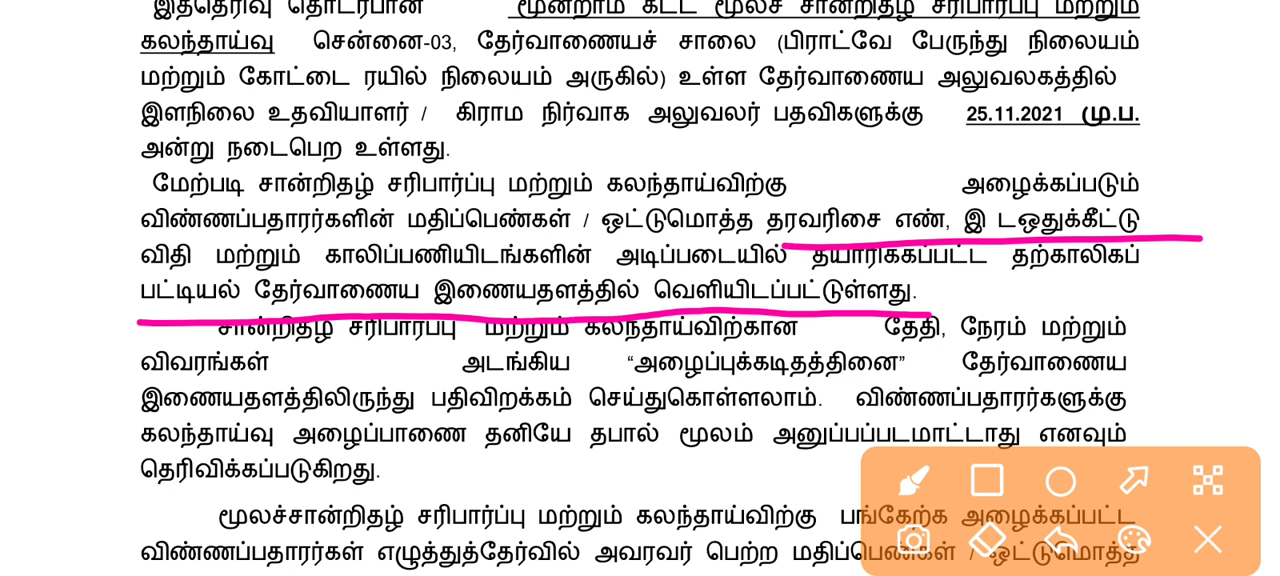 இத்தெரிவு தொடர்பான மூன்றாம் கட்ட மூலச் சான்றிதழ் சரிபார்ப்பு மற்றும்
கலந்தாய்வு சென்னை-03, தேர்வாணையச் சாலை (பிராட்வே பேருந்து நிலையம்
மற்றும் கோட்டை ரயில் நிலையம் அருகில்) உள்ள தேர்வாணைய அலுவலகத்தில்
இளநிலை உதவியாளர் / கிராம நிர்வாக அலுவலர் பதவிகளுக்கு 25.11.2021 மு.ப.
அன்று நடைபெற உள்ளது.
மேற்படி சான்றிதழ் சரிபார்ப்பு மற்றும் கலந்தாய்விற்கு அழைக்கப்படும்
விண்ணப்பதாரர்களின் மதிப்பெண்கள் / ஒட்டுமொத்த தரவரிசை எண், இ டஒதுக்கீட்டு
விதி மற்றும் காலிப்பணியிடங்களின் அடிப்படையில் தயாரிக்கப்பட்ட தற்காலிகப்
பட்டியல் தேர்வாணைய இணையதளத்தில் வெளியிடப்பட்டுள்ளது.
சான்றிதழ் சரிபார்ப்பு மற்றும் கலந்தாய்விற்கான தேதி, நேரம் மற்றும்
விவரங்கள் அடங்கிய “அழைப்புக்கடிதத்தினை” தேர்வாணைய
இணையதளத்திலிருந்து பதிவிறக்கம் செய்துகொள்ளலாம். விண்ணப்பதாரர்களுக்கு
கலந்தாய்வு அழைப்பாணை தனியே தபால் மூலம் அனுப்பப்படமாட்டாது எனவும்
தெரிவிக்கப்படுகிறது.
மூலச்சான்றிதழ் சரிபார்ப்பு மற்றும் கலந்தாய்விற்கு பங்கேற்க அழைக்கப்பட்ட
விண்ணப்பதாரர்கள் எழுத்துத்தேர்வில் அவரவர் பெற்ற மதிப்பெண்கள் / ஒட்டுமொத்த